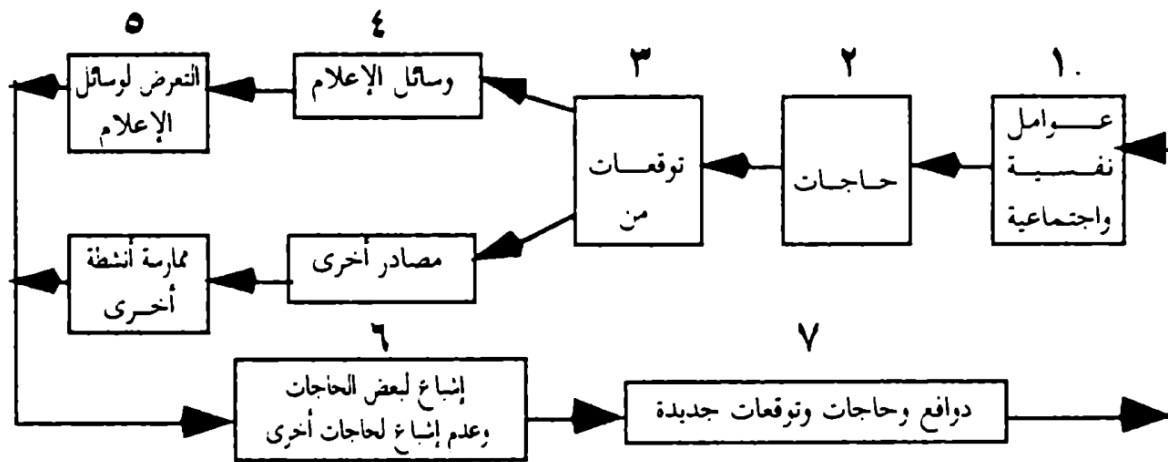 ١.
عوامل
نفسية
واجتماعية
٢
حاجات
٣
توقعات
من
٤
وسائل الإعلام
مصادر أخرى
٥
التعرض لوسائل
الإعلام
ممارسة أنشطة
أخرى
٦
إشباع لبعض الحاجات
وعدم إشباع لحاجات أخرى
٧
دوافع وحاجات وتوقعات جديدة